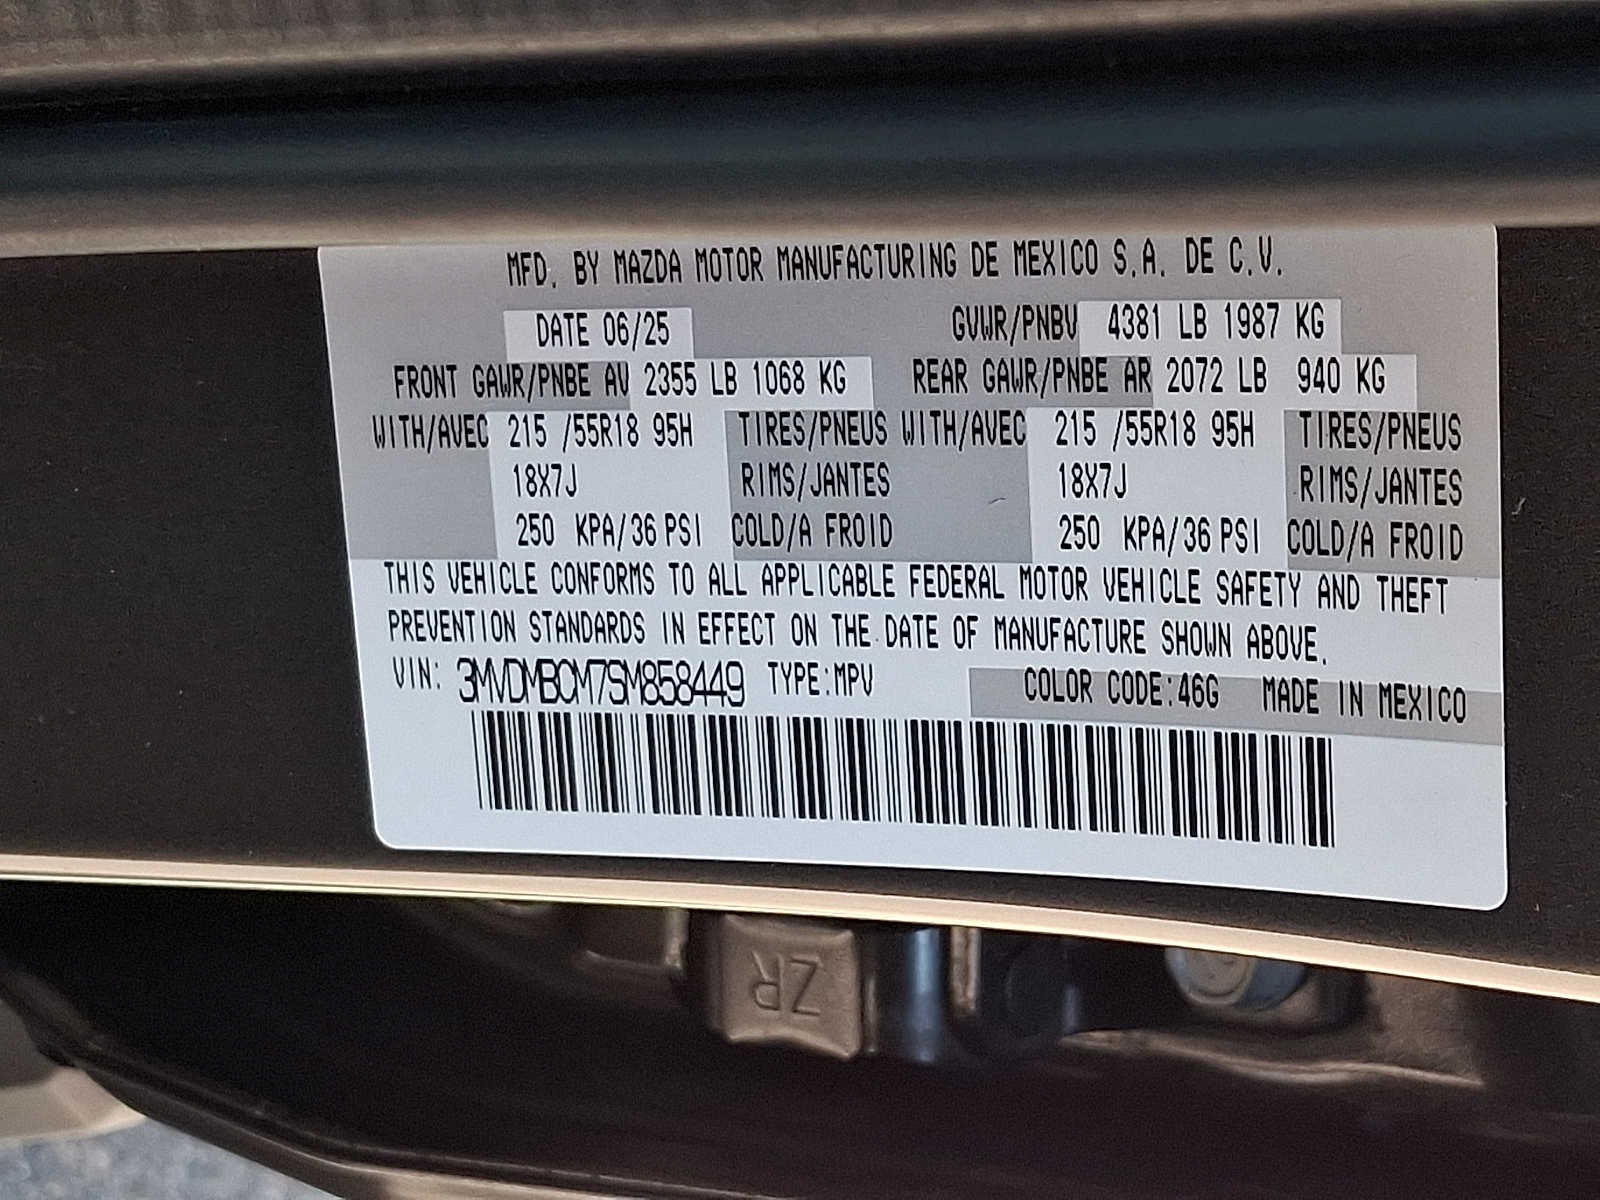 MFD. BY MAZDA MOTOR MANUFACTURING DE MEXICO S.A. DE C.V.
DATE 06/25 GVWR/PNBV 4381 LB 1987 KG
FRONT GAWR/PNBE AV 2355 LB 1068 KG REAR GAWR/PNBE AR 2072 LB 940 KG
WITH/AVEC 215 /55R18 95H TIRES/PNEUS WITH/AVEC 215 /55R18 95H TIRES/PNEUS
18X7J RIMS/JANTES 18X7J RIMS/JANTES
250 KPA/36 PSI COLD/A FROID 250 KPA/36 PSI COLD/A FROID
THIS VEHICLE CONFORMS TO ALL APPLICABLE FEDERAL MOTOR VEHICLE SAFETY AND THEFT
PREVENTION STANDARDS IN EFFECT ON THE DATE OF MANUFACTURE SHOWN ABOVE.
VIN: 3MVDMBCM7SM858449 TYPE:MPV COLOR CODE:46G MADE IN MEXICO
ZR